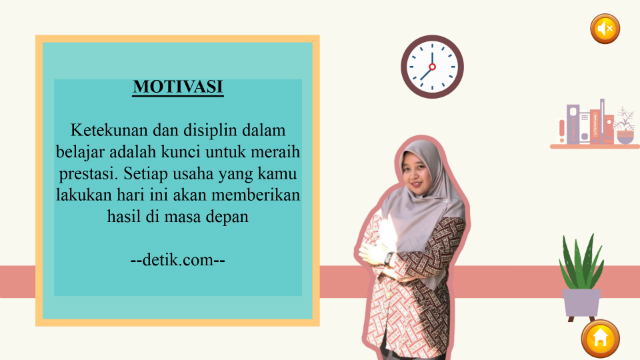 MOTIVASI
Ketekunan dan disiplin dalam
belajar adalah kunci untuk meraih
prestasi. Setiap usaha yang kamu
lakukan hari ini akan memberikan
hasil di masa depan
--detik.com--